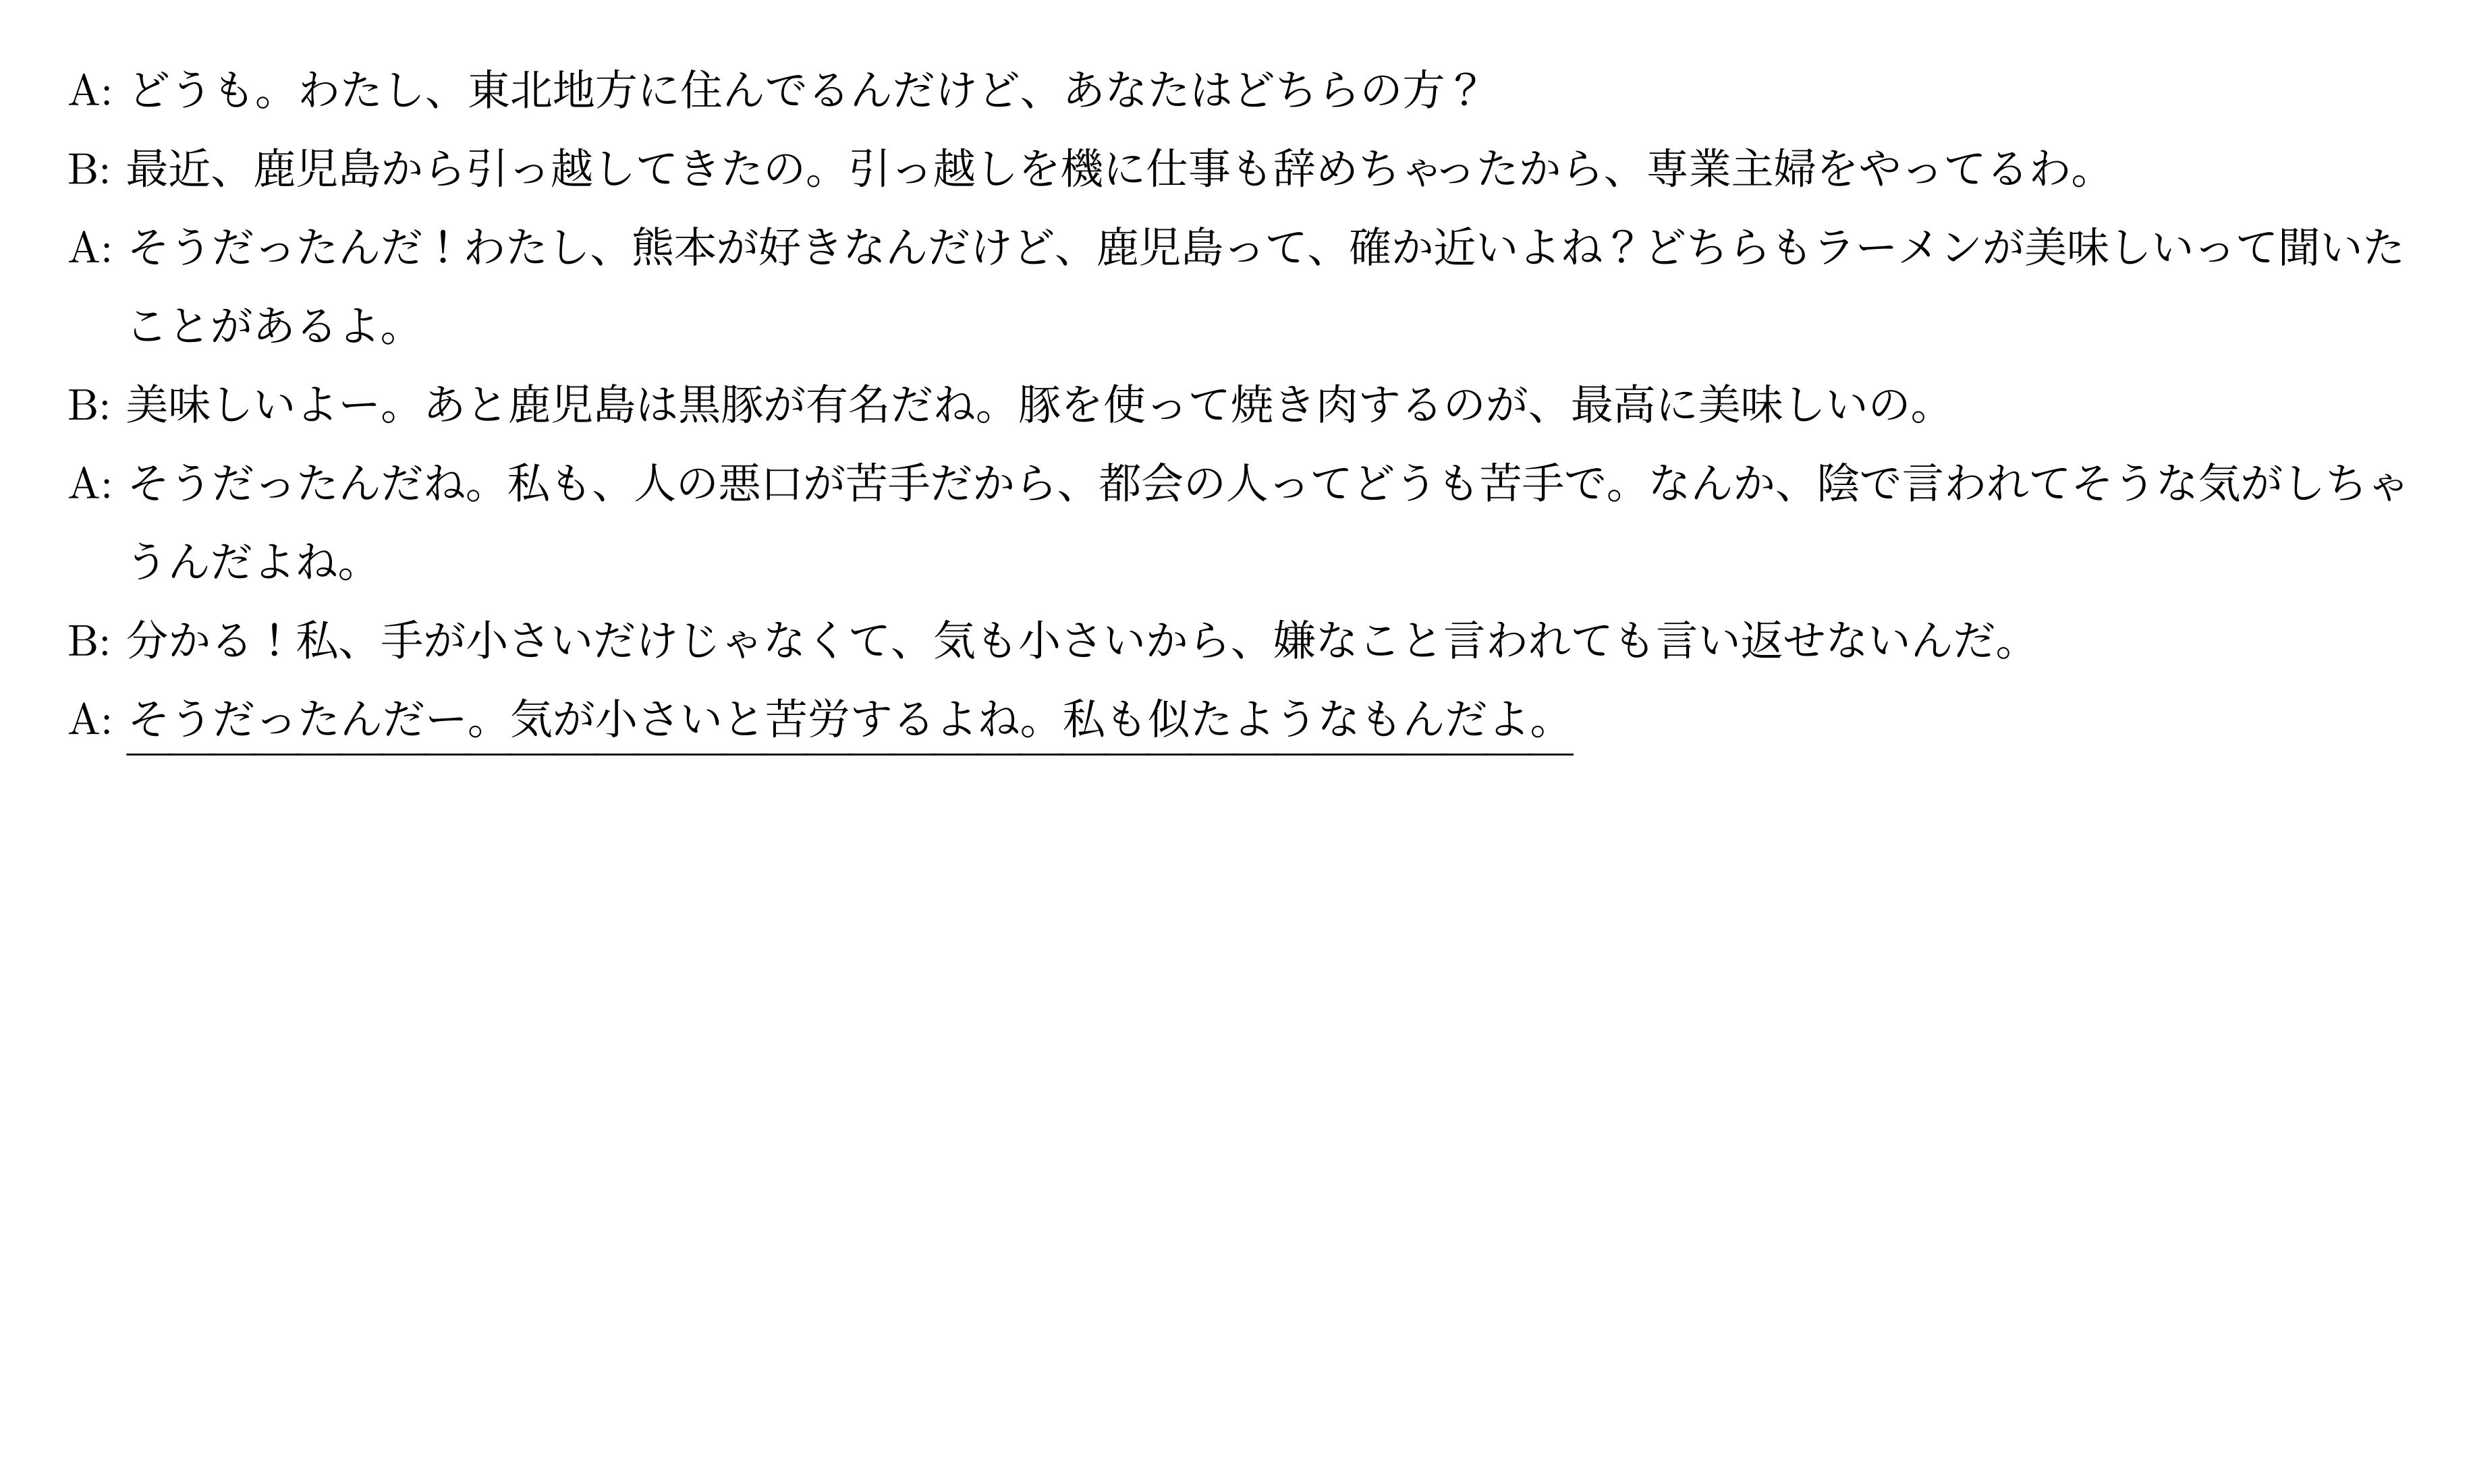 A: どうも。わたし、東北地方に住んでるんだけど、あなたはどちらの方？
B: 最近、鹿児島から引っ越してきたの。引っ越しを機に仕事も辞めちゃったから、専業主婦をやってるわ。
A: そうだったんだ！わたし、熊本が好きなんだけど、鹿児島って、確か近いよね？どちらもラーメンが美味しいって聞いた
ことがあるよ。
B: 美味しいよー。あと鹿児島は黒豚が有名だね。豚を使って焼き肉するのが、最高に美味しいの。
A: そうだったんだね。私も、人の悪口が苦手だから、都会の人ってどうも苦手で。なんか、陰で言われてそうな気がしちゃ
うんだよね。
B: 分かる！私、手が小さいだけじゃなくて、気も小さいから、嫌なこと言われても言い返せないんだ。
A: そうだったんだー。気が小さいと苦労するよね。私も似たようなもんだよ。